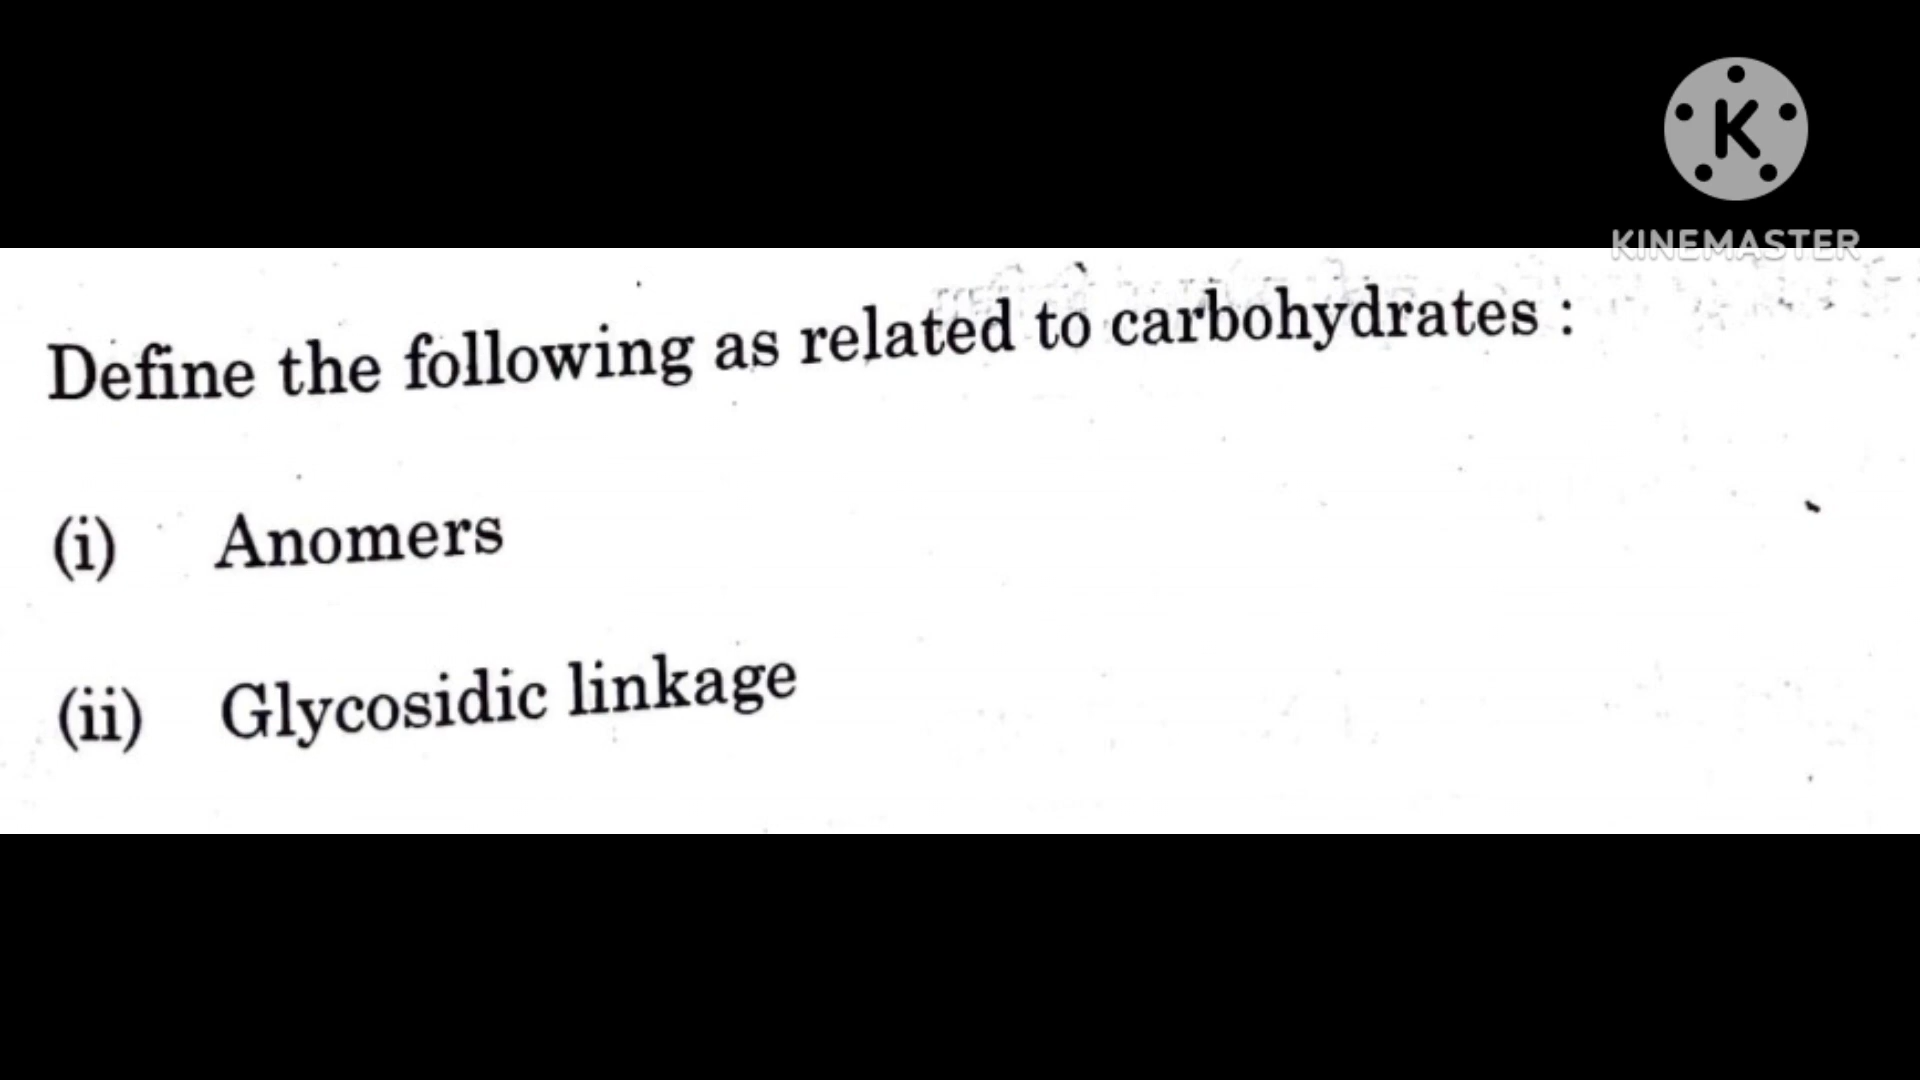 K
KINEMASTER
Define the following as related to carbohydrates :
(i) Anomers
(ii) Glycosidic linkage